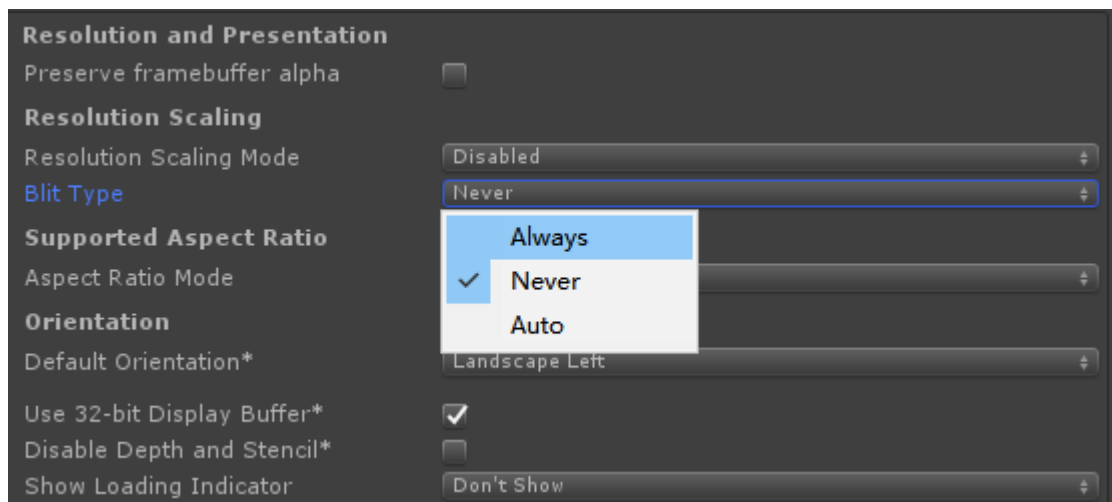 Resolution and Presentation
Preserve framebuffer alpha
Resolution Scaling
Resolution Scaling Mode Disabled
Blit Type Never
Always
Supported Aspect Ratio
Never
Aspect Ratio Mode
Auto
Orientation
Default Orientation* Landscape Left
Use 32-bit Display Buffer*
Disable Depth and Stencil*
Show Loading Indicator Don't Show